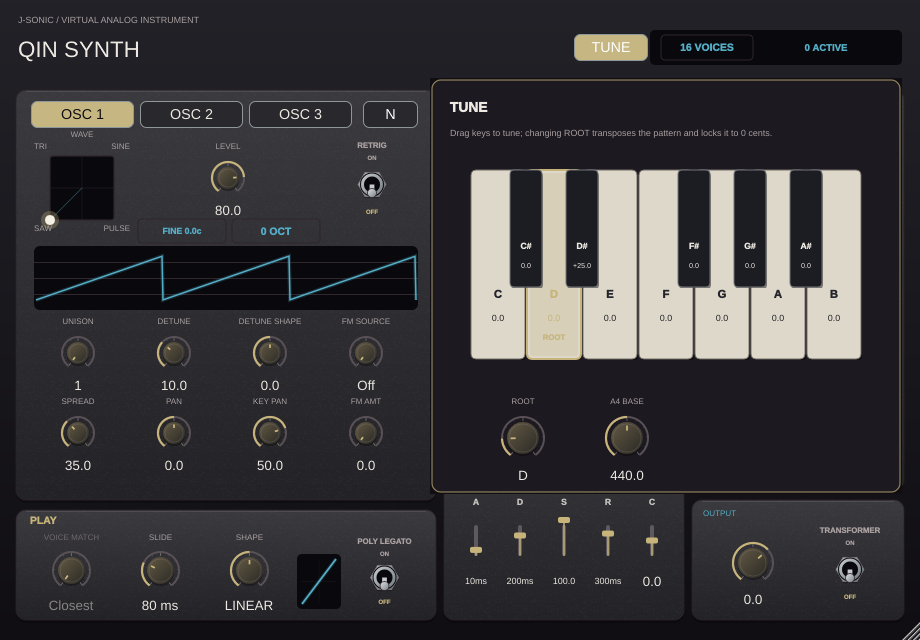 J-SONIC / VIRTUAL ANALOG INSTRUMENT
QIN SYNTH
TUNE
16 VOICES
0 ACTIVE
OSC 1
OSC 2
OSC 3
N
WAVE
TRI
SINE
SAW
PULSE
LEVEL
80.0
RETRIG
ON
OFF
FINE 0.0c
0 OCT
UNISON
DETUNE
DETUNE SHAPE
FM SOURCE
1
10.0
0.0
Off
SPREAD
PAN
KEY PAN
FM AMT
35.0
0.0
50.0
0.0
TUNE
Drag keys to tune; changing ROOT transposes the pattern and locks it to 0 cents.
C#
D#
F#
G#
A#
0.0
+25.0
0.0
0.0
0.0
C
D
E
F
G
A
B
0.0
0.0
0.0
0.0
0.0
0.0
0.0
ROOT
ROOT
A4 BASE
D
440.0
PLAY
VOICE MATCH
SLIDE
SHAPE
POLY LEGATO
ON
OFF
Closest
80 ms
LINEAR
A
D
S
R
C
10ms
200ms
100.0
300ms
0.0
OUTPUT
0.0
TRANSFORMER
ON
OFF